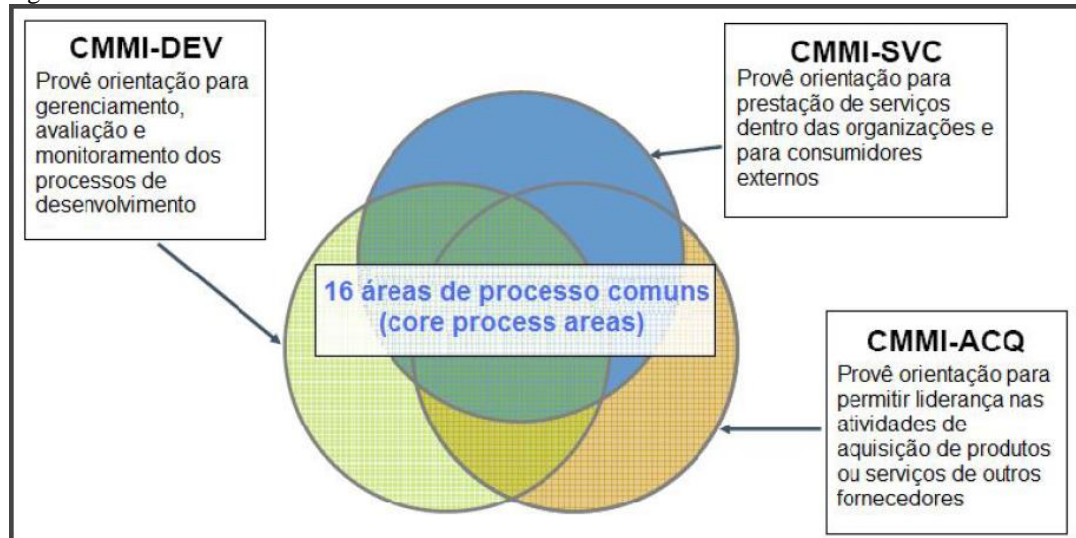 CMMI-DEV
Provê orientação para
gerenciamento,
avaliação e
monitoramento dos
processos de
desenvolvimento
CMMI-SVC
Provê orientação para
prestação de serviços
dentro das organizações e
para consumidores
externos
16 áreas de processo comuns
(core process areas)
CMMI-ACQ
Provê orientação para
permitir liderança nas
atividades de
aquisição de produtos
ou serviços de outros
fornecedores